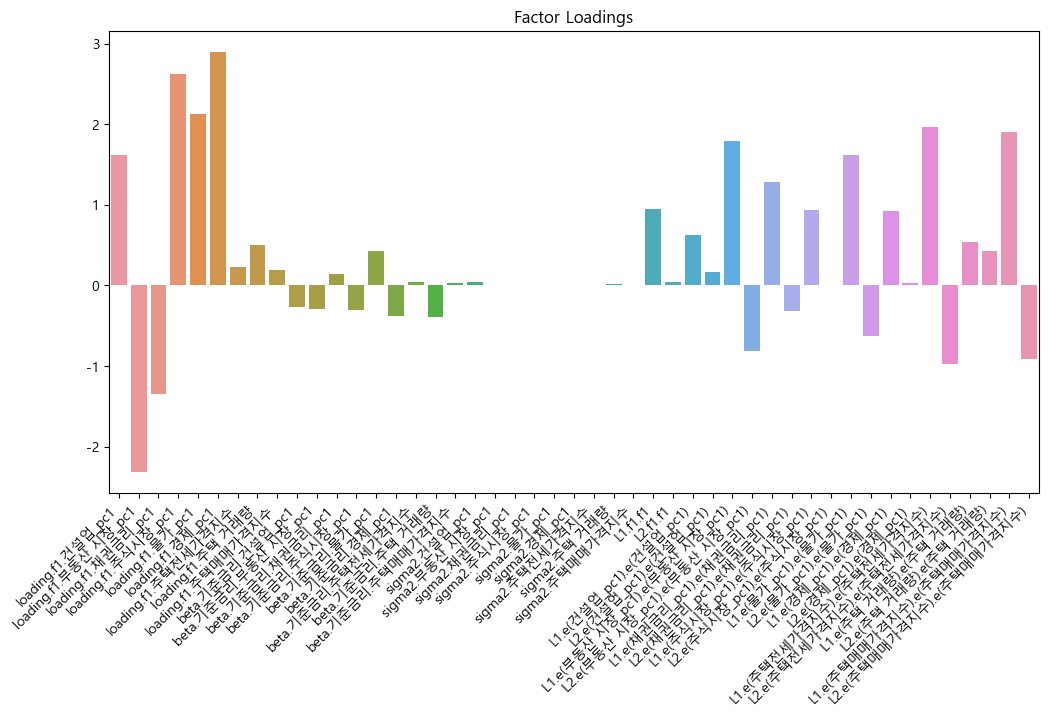 Factor Loadings
3
2
1
0
-1
-2
loading.f1.건설업_pc1
loading.f1.부동산 시장_pc1
loading.f1.채권금리_pc1
loading.f1.주식시장_pc1
loading.f1.물가_pc1
loading.f1.경제_pc1
loading.f1.주택전세가격지수
loading.f1.주택 거래량
loading.f1.주택매매가격지수
beta.기준금리.건설업_pc1
beta.기준금리.부동산 시장_pc1
beta.기준금리.채권금리_pc1
beta.기준금리.주식시장_pc1
beta.기준금리.물가_pc1
beta.기준금리.경제_pc1
beta.기준금리.주택전세가격지수
beta.기준금리.주택 거래량
beta.기준금리.주택매매가격지수
sigma2.건설업_pc1
sigma2.부동산 시장_pc1
sigma2.채권금리_pc1
sigma2.주식시장_pc1
sigma2.물가_pc1
sigma2.경제_pc1
sigma2.주택전세가격지수
sigma2.주택 거래량
sigma2.주택매매가격지수
L1.f1.f1
L2.f1.f1
L1.e(건설업_pc1).e(건설업_pc1)
L2.e(건설업_pc1).e(건설업_pc1)
L1.e(부동산 시장_pc1).e(부동산 시장_pc1)
L2.e(부동산 시장_pc1).e(부동산 시장_pc1)
L1.e(채권금리_pc1).e(채권금리_pc1)
L2.e(채권금리_pc1).e(채권금리_pc1)
L1.e(주식시장_pc1).e(주식시장_pc1)
L2.e(주식시장_pc1).e(주식시장_pc1)
L1.e(물가_pc1).e(물가_pc1)
L2.e(물가_pc1).e(물가_pc1)
L1.e(경제_pc1).e(경제_pc1)
L2.e(경제_pc1).e(경제_pc1)
L1.e(주택전세가격지수).e(주택전세가격지수)
L2.e(주택전세가격지수).e(주택전세가격지수)
L1.e(주택 거래량).e(주택 거래량)
L2.e(주택 거래량).e(주택 거래량)
L1.e(주택매매가격지수).e(주택매매가격지수)
L2.e(주택매매가격지수).e(주택매매가격지수)